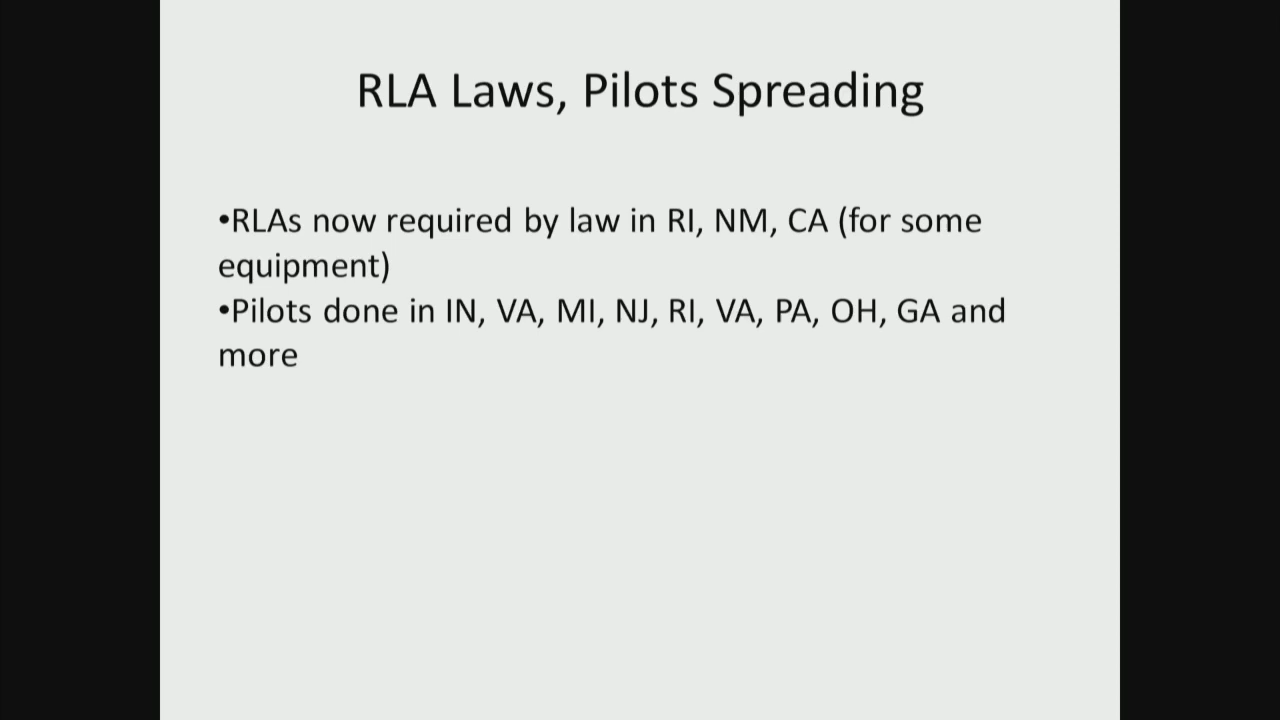 RLA Laws, Pilots Spreading
•RLAs now required by law in RI, NM, CA (for some
equipment)
•Pilots done in IN, VA, MI, NJ, RI, VA, PA, OH, GA and
more